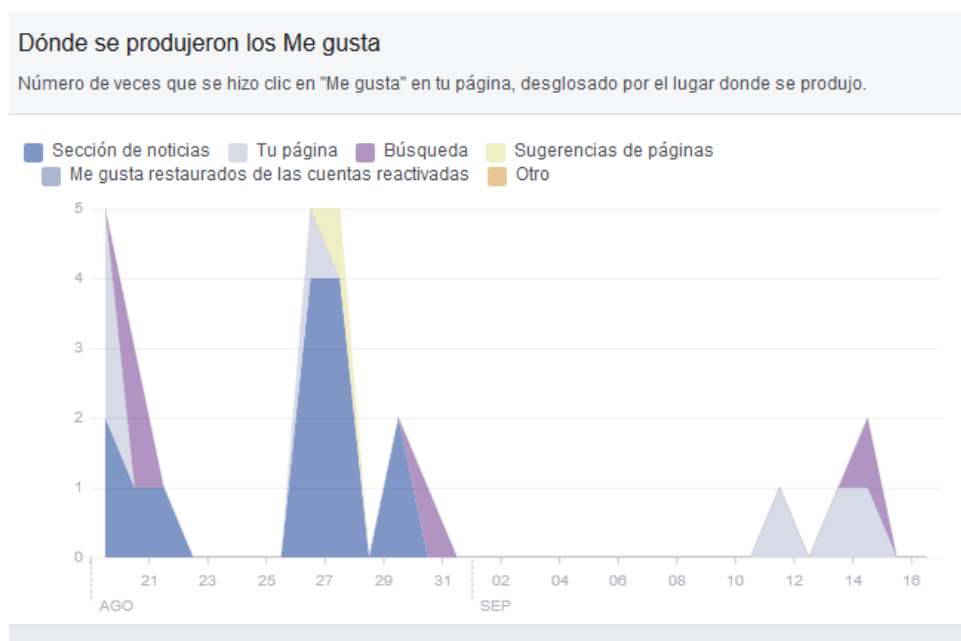 Dónde se produjeron los Me gusta
Número de veces que se hizo clic en "Me gusta" en tu página, desglosado por el lugar donde se produjo.
Sección de noticias Tu página Búsqueda Sugerencias de páginas
Me gusta restaurados de las cuentas reactivadas Otro
5
4
3
2
1
0
21 23 25 27 29 31 02 04 06 08 10 12 14 16
AGO SEP